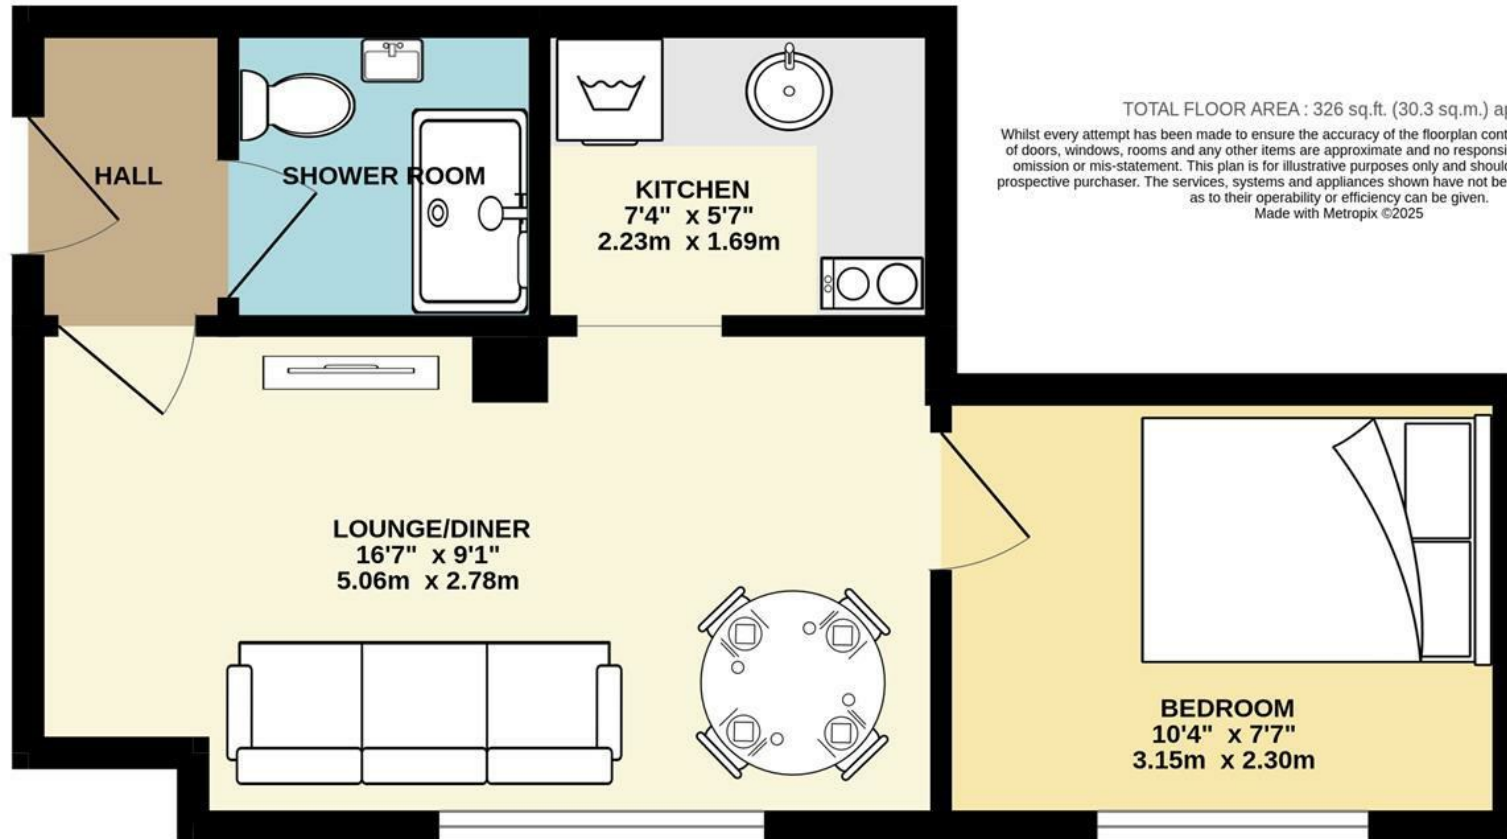 HALL
SHOWER ROOM
KITCHEN
7'4" x 5'7"
2.23m x 1.69m
TOTAL FLOOR AREA : 326 sq.ft. (30.3 sq.m.) ap
Whilst every attempt has been made to ensure the accuracy of the floorplan cont
of doors, windows, rooms and any other items are approximate and no responsi
omission or mis-statement. This plan is for illustrative purposes only and shoul
prospective purchaser. The services, systems and appliances shown have not be
as to their operability or efficiency can be given.
Made with Metropix ©2025
LOUNGE/DINER
16'7" x 9'1"
5.06m x 2.78m
BEDROOM
10'4" x 7'7"
3.15m x 2.30m